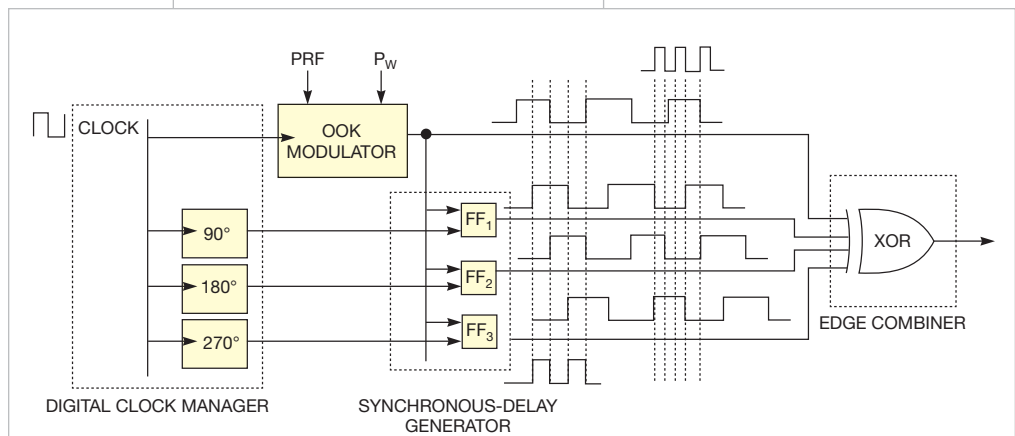 PRF
PW
CLOCK
OOK
MODULATOR
90°
180°
270°
FF1
FF2
FF3
XOR
EDGE COMBINER
DIGITAL CLOCK MANAGER
SYNCHRONOUS-DELAY
GENERATOR